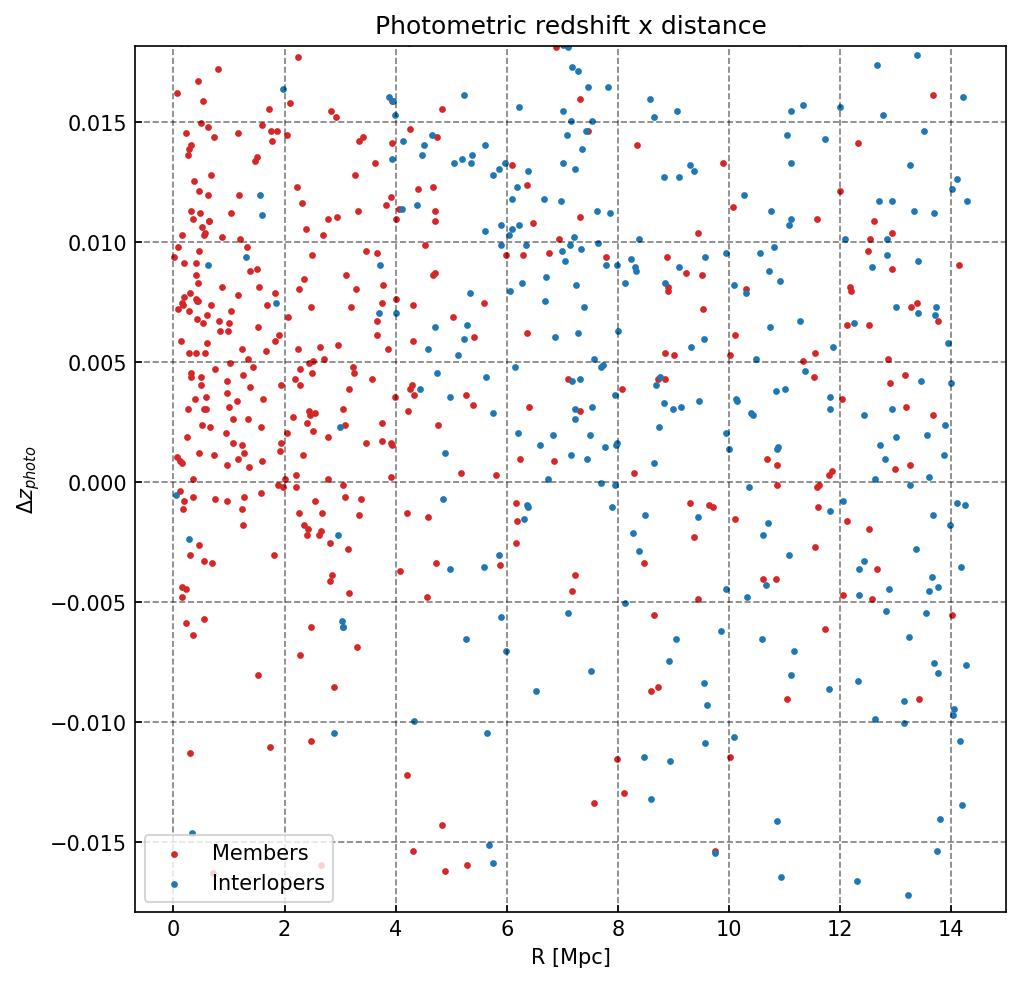 Photometric redshift x distance
0.015
0.010
0.005
0.000
−0.005
−0.010
−0.015
Δz_photo
Members
Interlopers
0 2 4 6 8 10 12 14
R [Mpc]